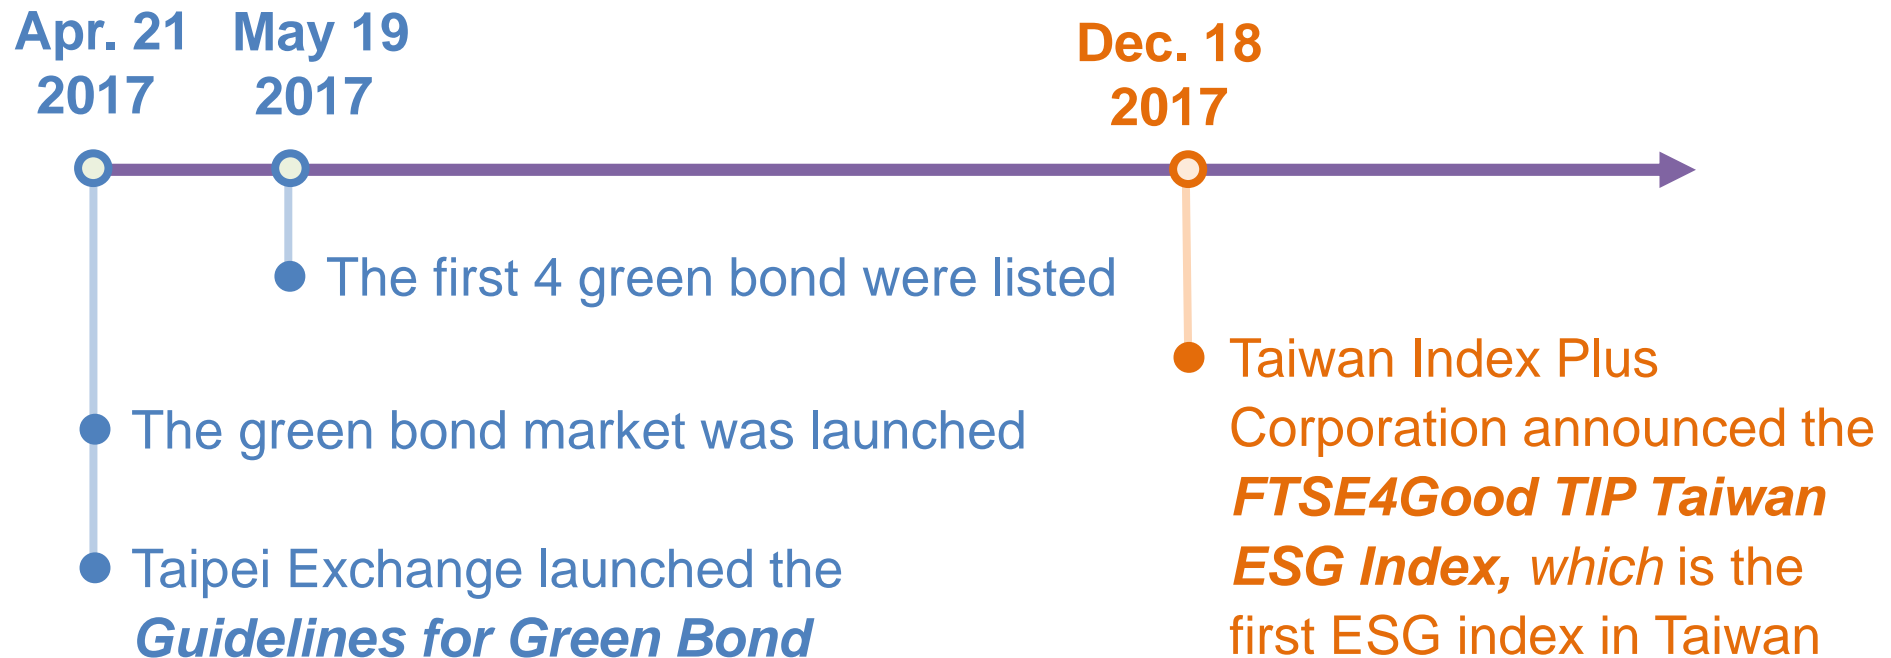 Apr. 21
2017
May 19
2017
Dec. 18
2017
The first 4 green bond were listed
The green bond market was launched
Taipei Exchange launched the
Guidelines for Green Bond
Taiwan Index Plus
Corporation announced the
FTSE4Good TIP Taiwan
ESG Index, which is the
first ESG index in Taiwan